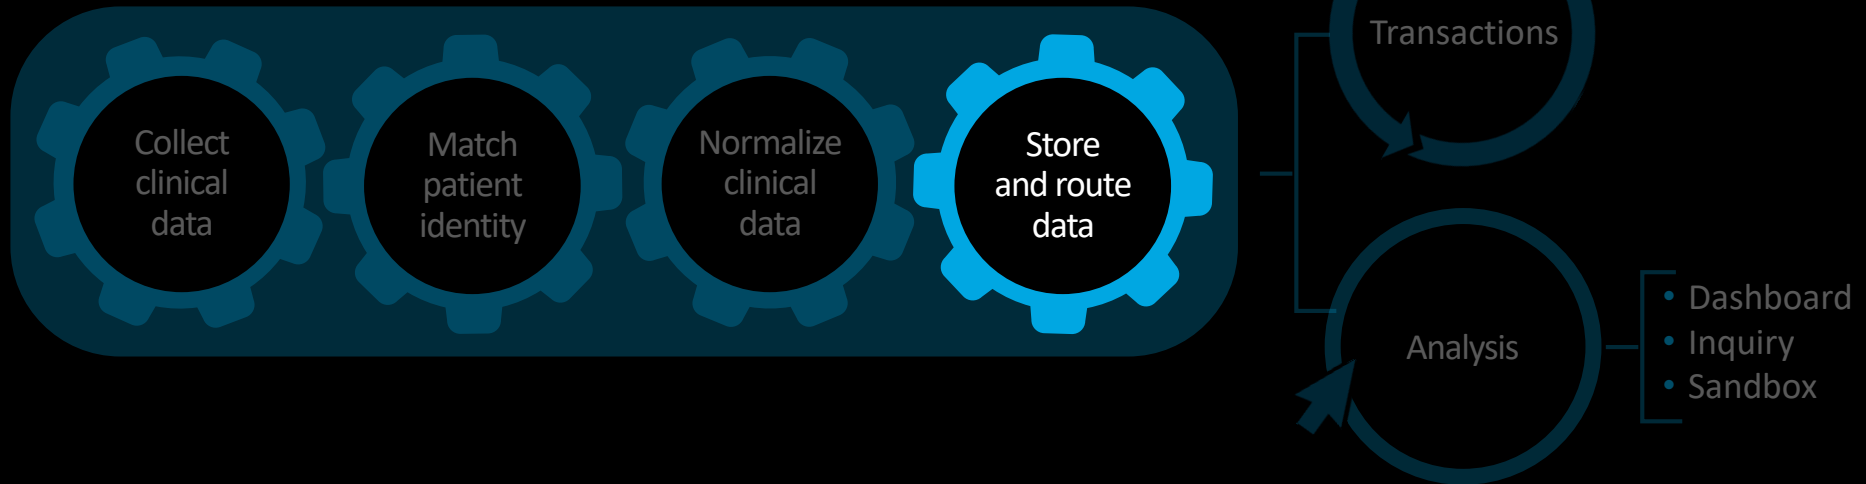 Collect
clinical
data
Match
patient
identity
Normalize
clinical
data
Store
and route
data
Transactions
Analysis
• Dashboard
• Inquiry
• Sandbox